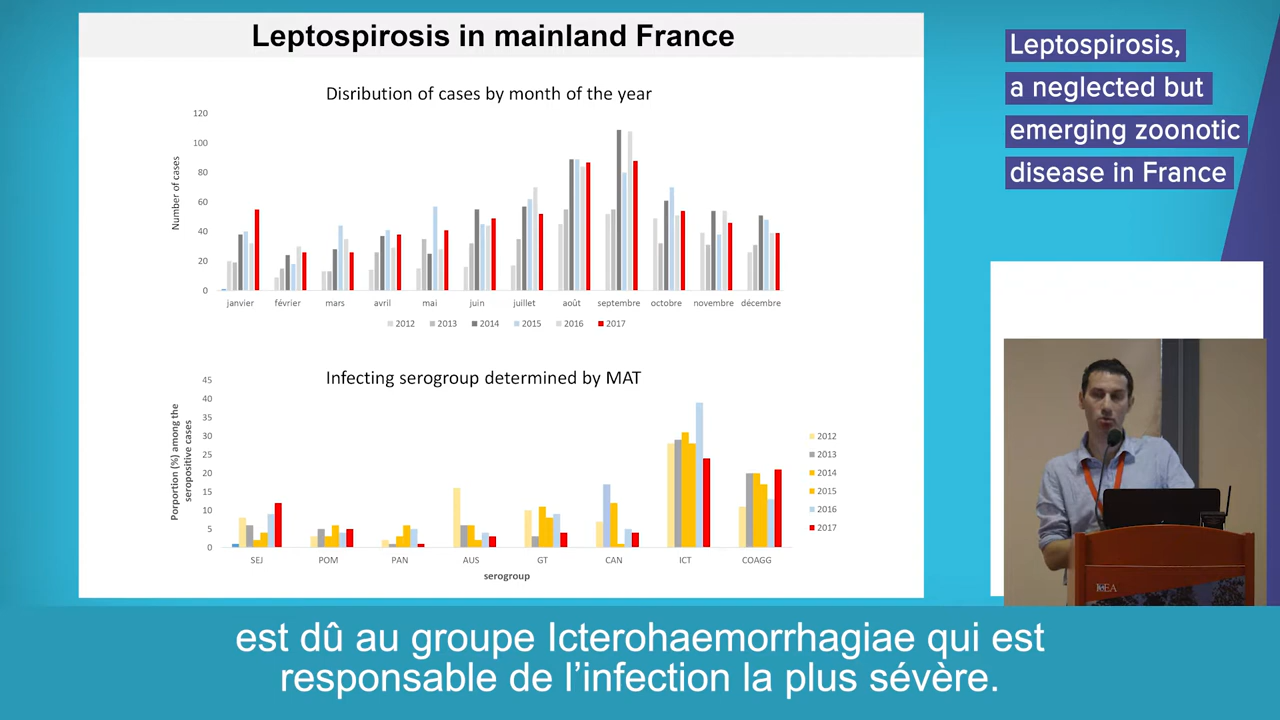 Leptospirosis in mainland France
Disribution of cases by month of the year
Number of cases
120
100
80
60
40
20
0
janvier février mars avril mai juin juillet août septembre octobre novembre décembre
2012 2013 2014 2015 2016 2017
Infecting serogroup determined by MAT
Porportion (%) among the
seropositive cases
45
40
35
30
25
20
15
10
5
0
SEJ POM PAN AUS GT CAN ICT COAGG
serogroup
2012
2013
2014
2015
2016
2017
Leptospirosis,
a neglected but
emerging zoonotic
disease in France
est dû au groupe Icterohaemorrhagiae qui est
responsable de l’infection la plus sévère.